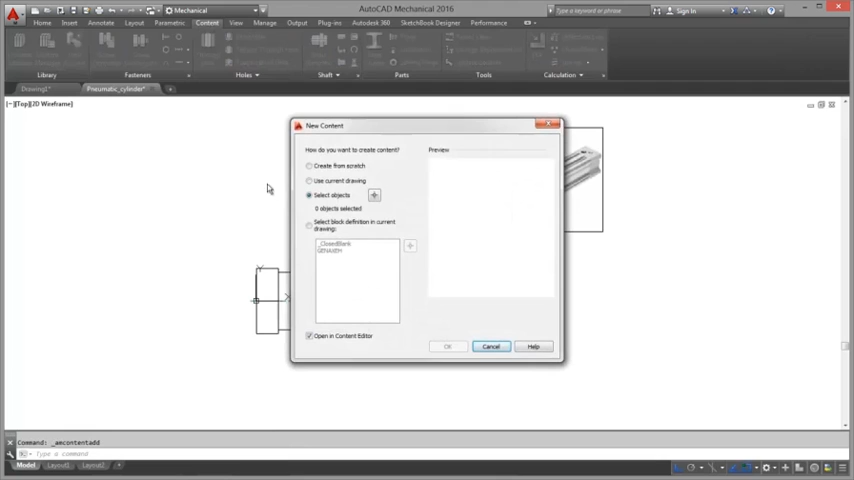 Mechanical
AutoCAD Mechanical 2016
Type a keyword or phrase
Sign In
Home
Insert
Annotate
Layout
Parametric
Content
View
Manage
Output
Plug-ins
Autodesk 360
SketchBook Designer
Performance
Library
Fasteners
Holes
Shaft
Parts
Tools
Calculation
Drawing1*
Pneumatic_cylinder*
[−][Top][2D Wireframe]
New Content
How do you want to create content?
Preview
Create from scratch
Use current drawing
Select objects
0 objects selected
Select block definition in current
drawing:
_ClosedBlank
GENAXEH
Open in Content Editor
OK
Cancel
Help
Y
X
Command: _amcontentadd
Type a command
Model
Layout1
Layout2